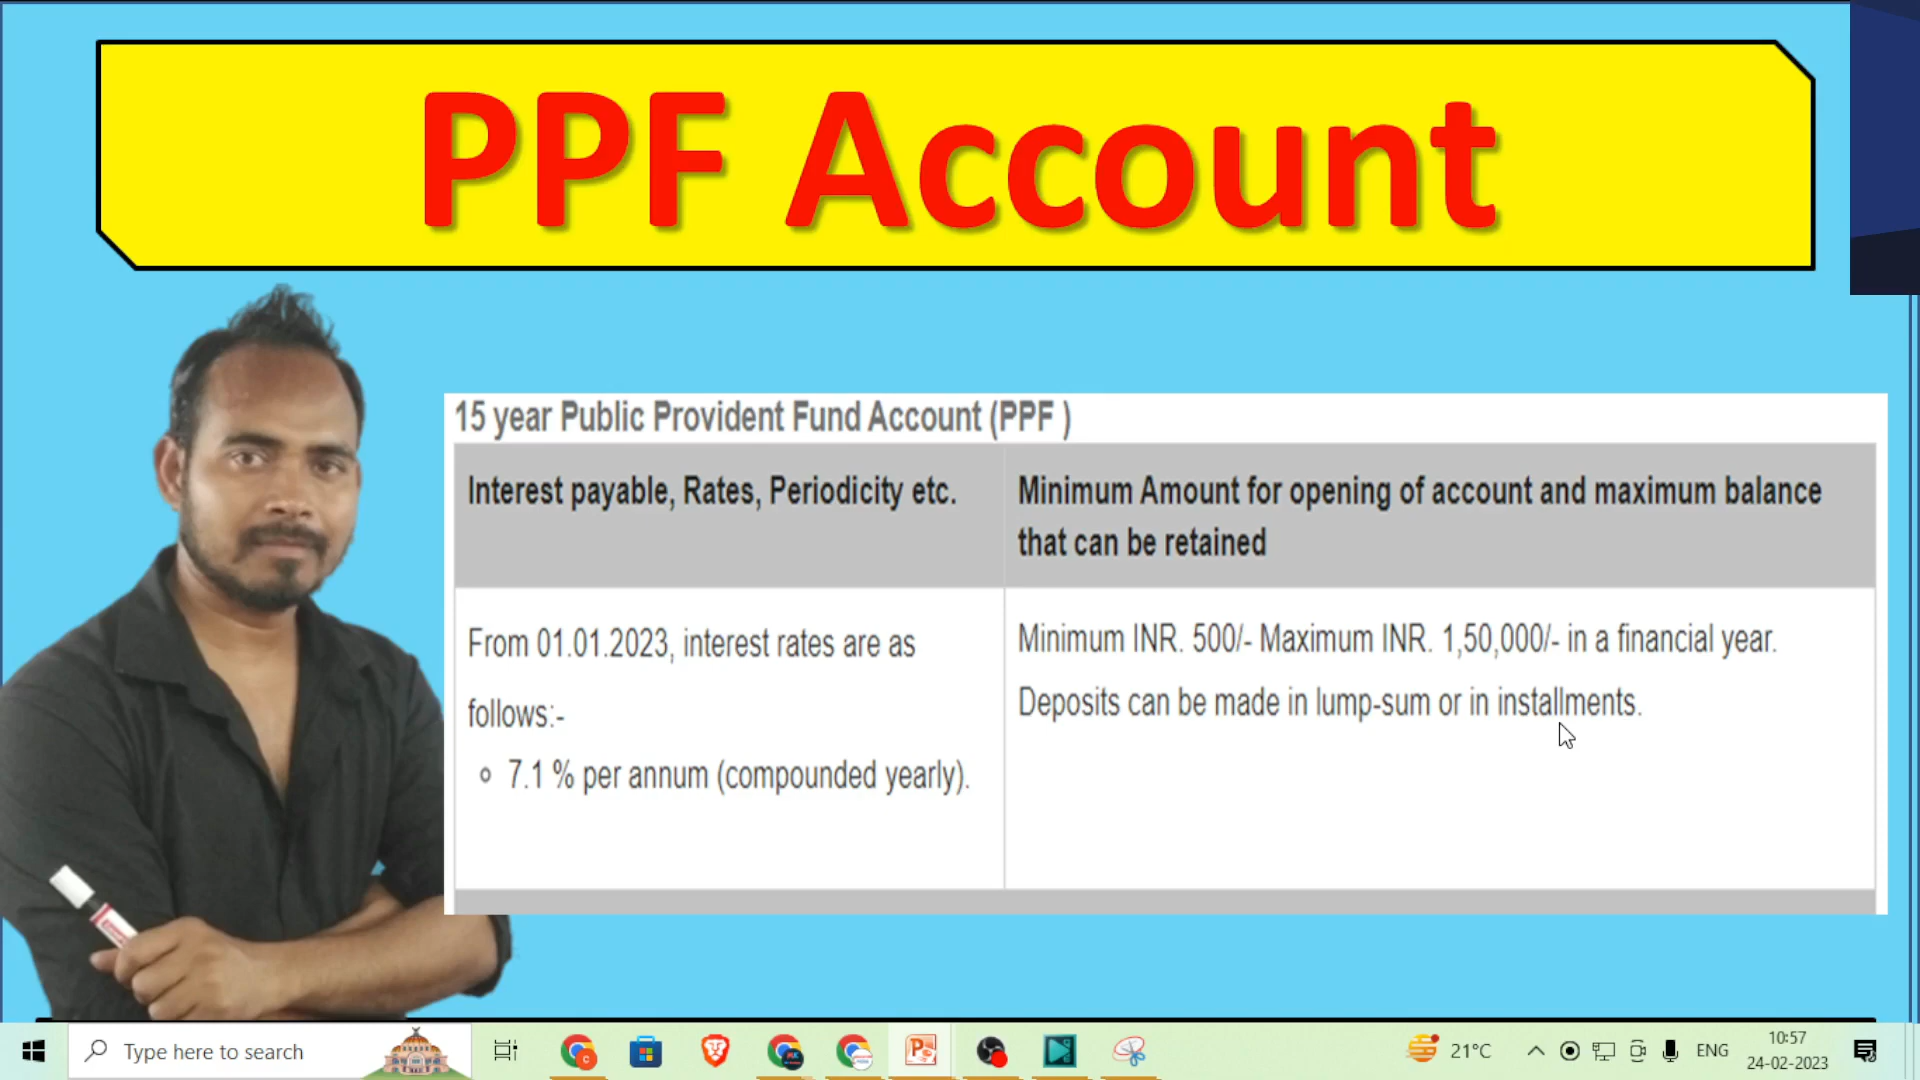 PPF Account
15 year Public Provident Fund Account (PPF )
Interest payable, Rates, Periodicity etc.
Minimum Amount for opening of account and maximum balance
that can be retained
From 01.01.2023, interest rates are as
follows:-
7.1 % per annum (compounded yearly).
Minimum INR. 500/- Maximum INR. 1,50,000/- in a financial year.
Deposits can be made in lump-sum or in installments.
Type here to search
21°C
ENG
10:57
24-02-2023